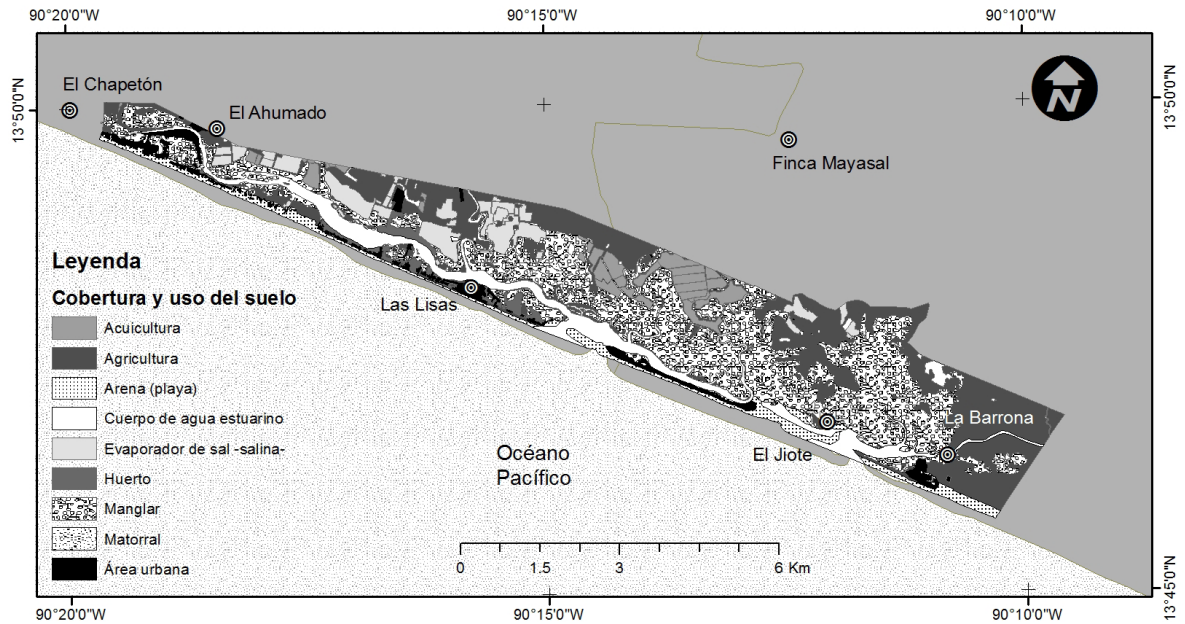 90°20'0"W
90°15'0"W
90°10'0"W
13°50'0"N
13°50'0"N
El Chapetón
El Ahumado
N
Finca Mayasal
Leyenda
Cobertura y uso del suelo
Acuicultura
Agricultura
Arena (playa)
Cuerpo de agua estuarino
Evaporador de sal -salina-
Huerto
Manglar
Matorral
Área urbana
Las Lisas
La Barrona
El Jiote
Océano
Pacífico
0 1.5 3 6 Km
13°45'0"N
90°20'0"W
90°15'0"W
90°10'0"W